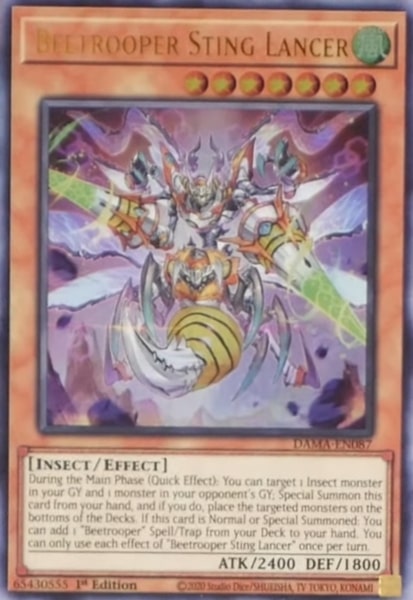 BEETROOPER STING LANCER
DAMA-EN087
[INSECT/EFFECT]
During the Main Phase (Quick Effect): You can target 1 Insect monster
in your GY and 1 monster in your opponent's GY; Special Summon this
card from your hand, and if you do, place the targeted monsters on the
bottoms of the Decks. If this card is Normal or Special Summoned: You
can add 1 "Beetrooper" Spell/Trap from your Deck to your hand. You
can only use each effect of "Beetrooper Sting Lancer" once per turn.
ATK/2400 DEF/1800
65430555 1st Edition ©2020 Studio Dice/SHUEISHA, TV TOKYO, KONAMI